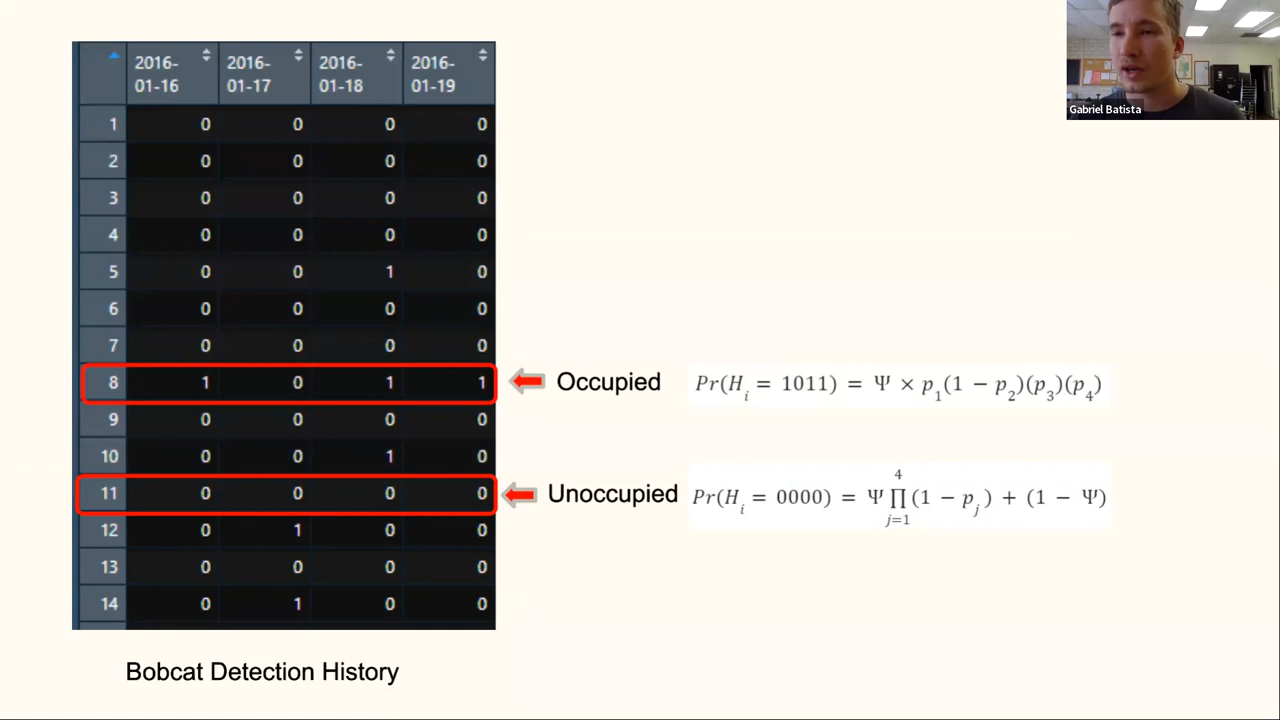 2016-01-16 2016-01-17 2016-01-18 2016-01-19
1 0 0 0 0
2 0 0 0 0
3 0 0 0 0
4 0 0 0 0
5 0 0 1 0
6 0 0 0 0
7 0 0 0 0
8 1 0 1 1
9 0 0 0 0
10 0 0 1 0
11 0 0 0 0
12 0 1 0 0
13 0 0 0 0
14 0 1 0 0
Occupied Pr(H_i = 1011) = Ψ × p_1(1 − p_2)(p_3)(p_4)
Unoccupied Pr(H_i = 0000) = Ψ ∏_{j=1}^{4} (1 − p_j) + (1 − Ψ)
Bobcat Detection History
Gabriel Batista